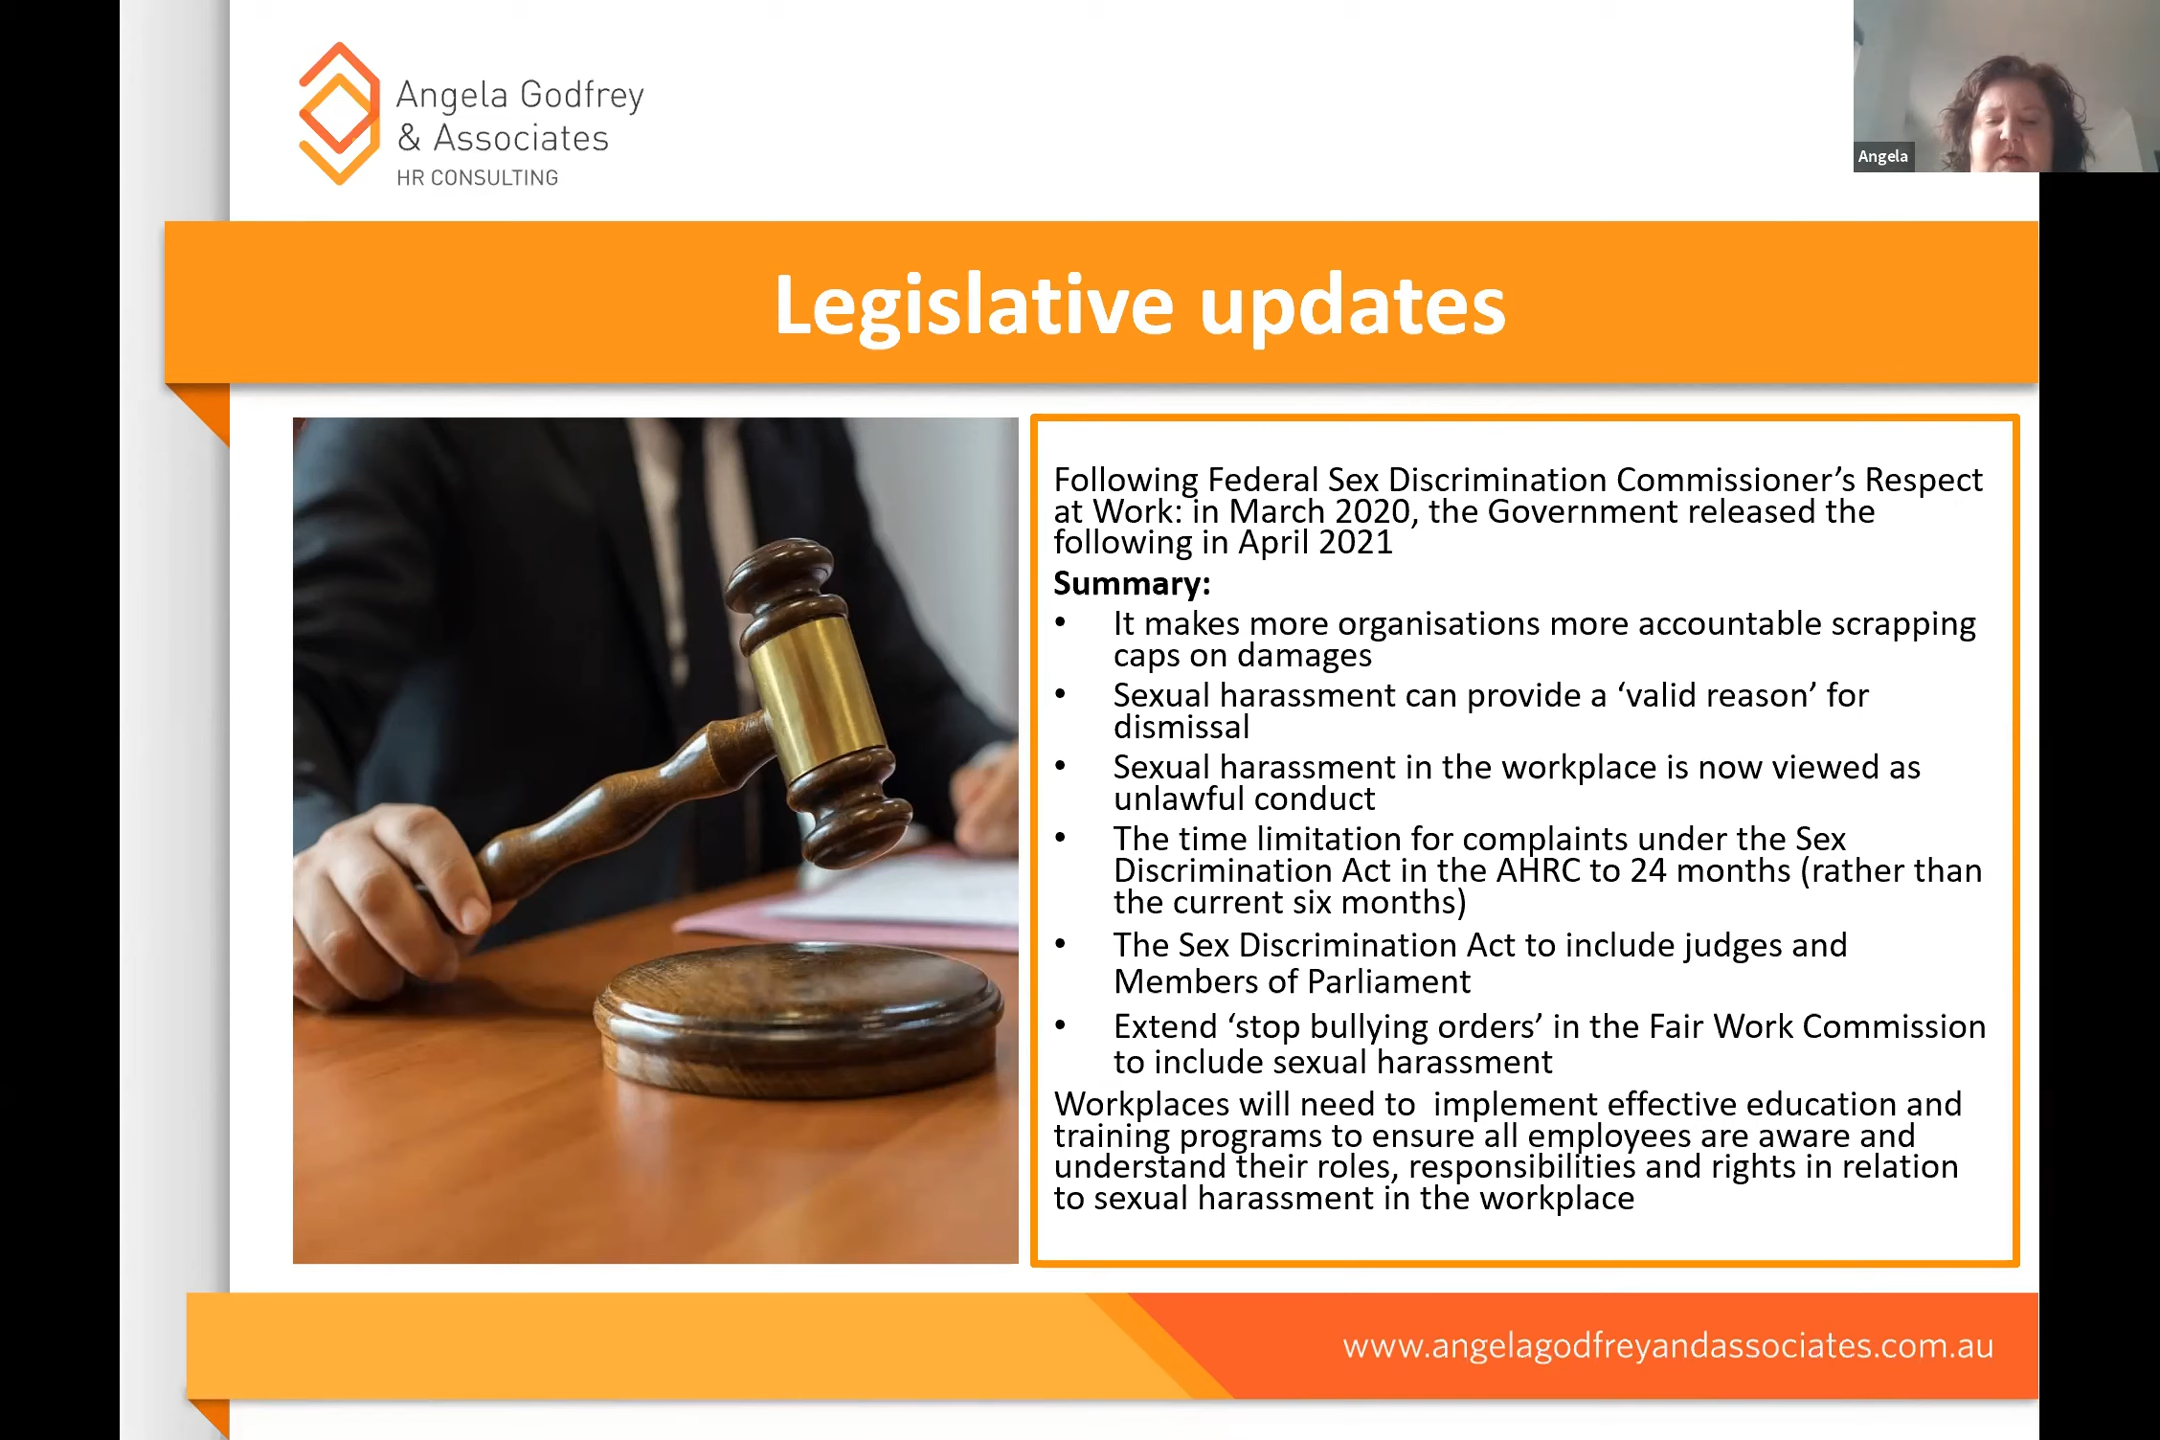 Angela Godfrey
& Associates
HR CONSULTING
Angela
Legislative updates
Following Federal Sex Discrimination Commissioner’s Respect
at Work: in March 2020, the Government released the
following in April 2021
Summary:
• It makes more organisations more accountable scrapping
caps on damages
• Sexual harassment can provide a ‘valid reason’ for
dismissal
• Sexual harassment in the workplace is now viewed as
unlawful conduct
• The time limitation for complaints under the Sex
Discrimination Act in the AHRC to 24 months (rather than
the current six months)
• The Sex Discrimination Act to include judges and
Members of Parliament
• Extend ‘stop bullying orders’ in the Fair Work Commission
to include sexual harassment
Workplaces will need to  implement effective education and
training programs to ensure all employees are aware and
understand their roles, responsibilities and rights in relation
to sexual harassment in the workplace
www.angelagodfreyandassociates.com.au